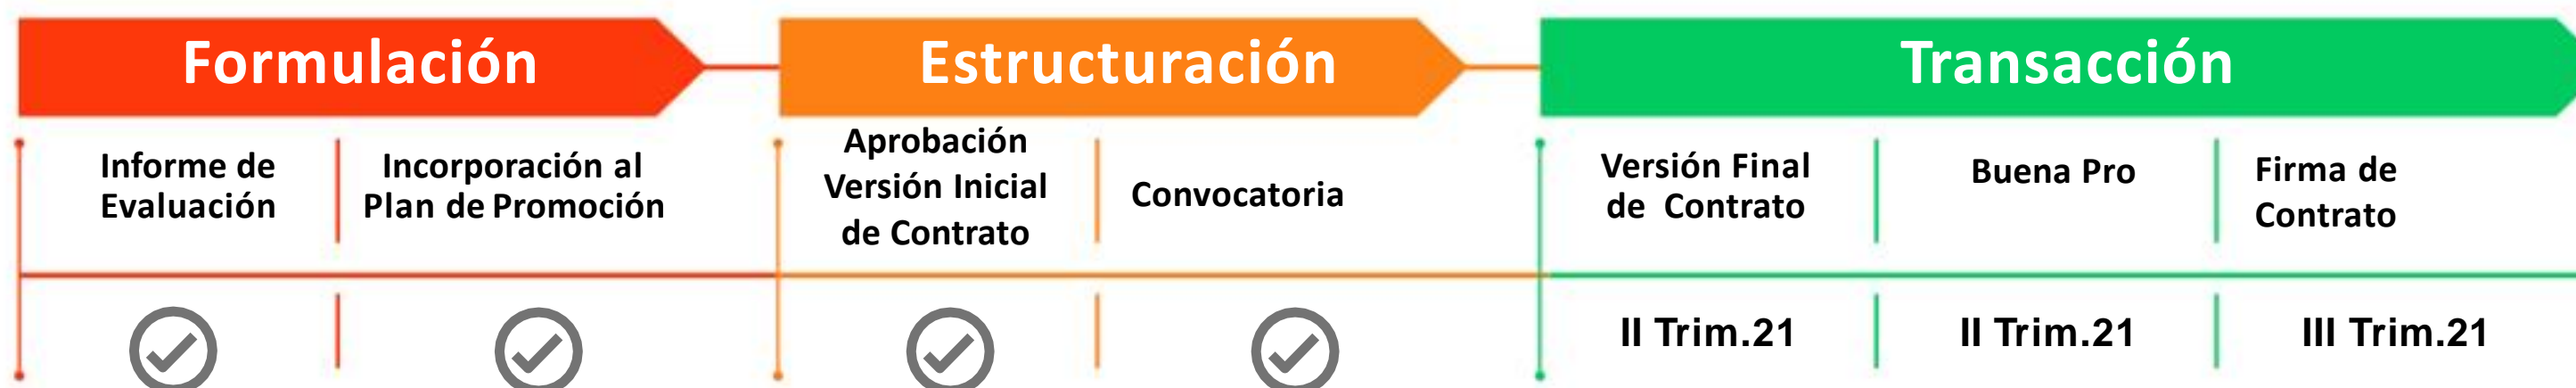 Formulación
Estructuración
Transacción
Informe de
Evaluación
Incorporación al
Plan de Promoción
Aprobación
Versión Inicial
de Contrato
Convocatoria
Versión Final
de Contrato
Buena Pro
Firma de
Contrato
II Trim.21
II Trim.21
III Trim.21